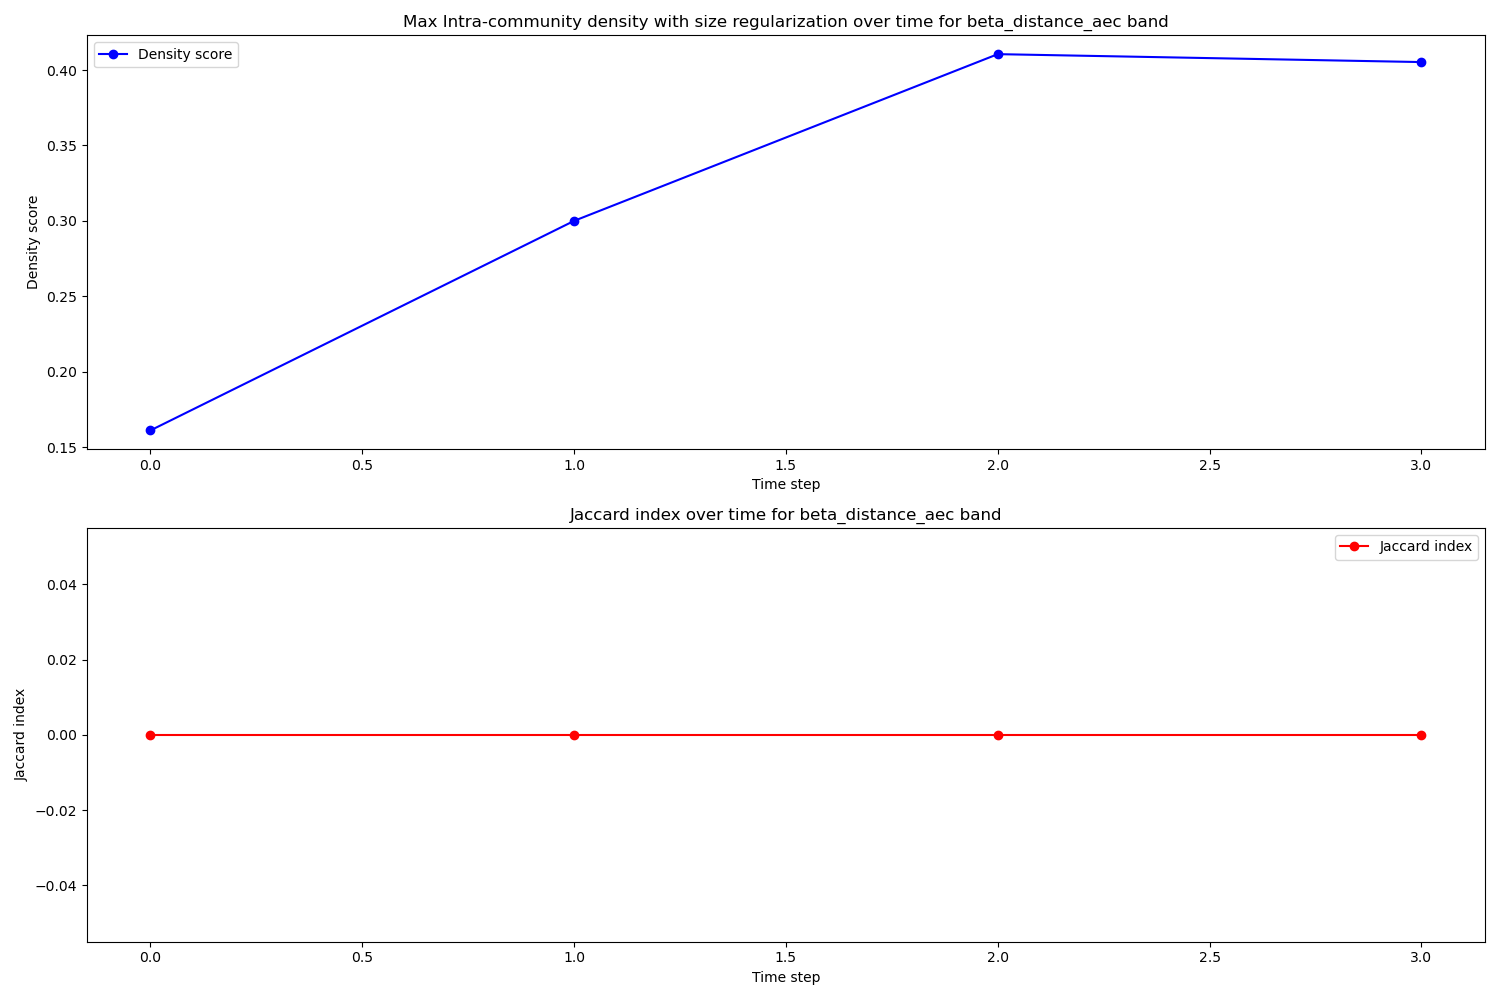 Max Intra-community density with size regularization over time for beta_distance_aec band
Density score
Density score
0.40
0.35
0.30
0.25
0.20
0.15
0.0 0.5 1.0 1.5 2.0 2.5 3.0
Time step
Jaccard index over time for beta_distance_aec band
Jaccard index
Jaccard index
0.04
0.02
0.00
−0.02
−0.04
0.0 0.5 1.0 1.5 2.0 2.5 3.0
Time step